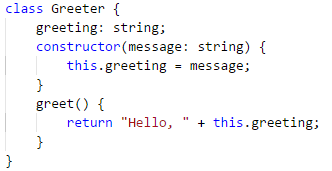 class Greeter {
    greeting: string;
    constructor(message: string) {
        this.greeting = message;
    }
    greet() {
        return "Hello, " + this.greeting;
    }
}